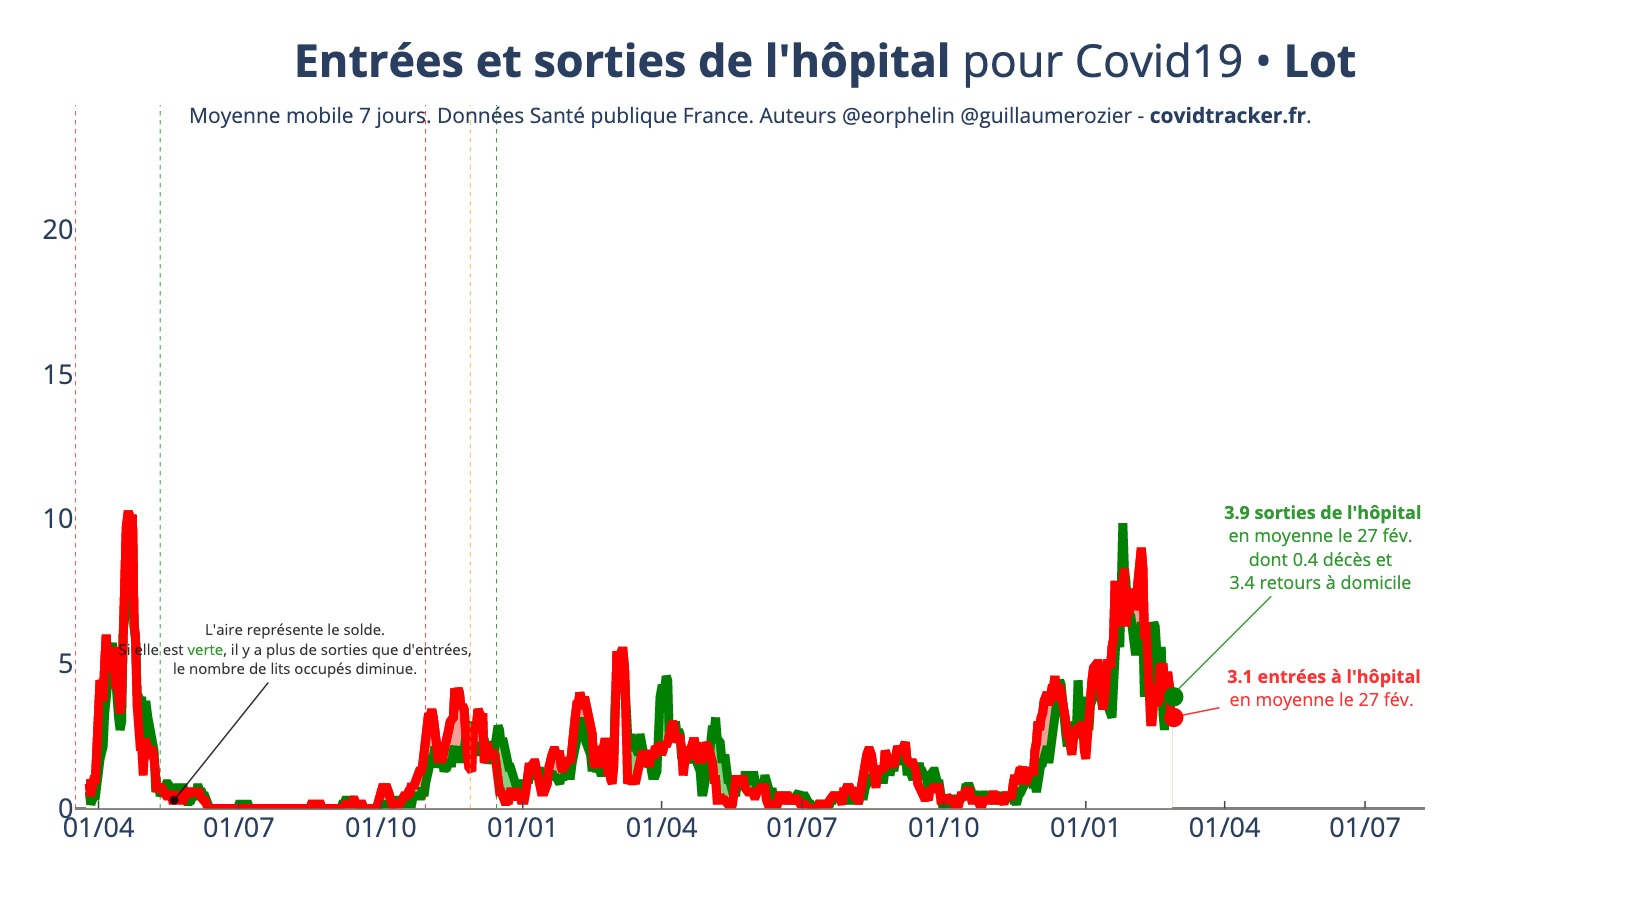 Entrées et sorties de l'hôpital pour Covid19 • Lot
Moyenne mobile 7 jours. Données Santé publique France. Auteurs @eorphelin @guillaumerozier - covidtracker.fr.
20
15
10
5
0
3.9 sorties de l'hôpital
en moyenne le 27 fév.
dont 0.4 décès et
3.4 retours à domicile
L'aire représente le solde.
Si elle est verte, il y a plus de sorties que d'entrées,
le nombre de lits occupés diminue.
3.1 entrées à l'hôpital
en moyenne le 27 fév.
01/04 01/07 01/10 01/01 01/04 01/07 01/10 01/01 01/04 01/07